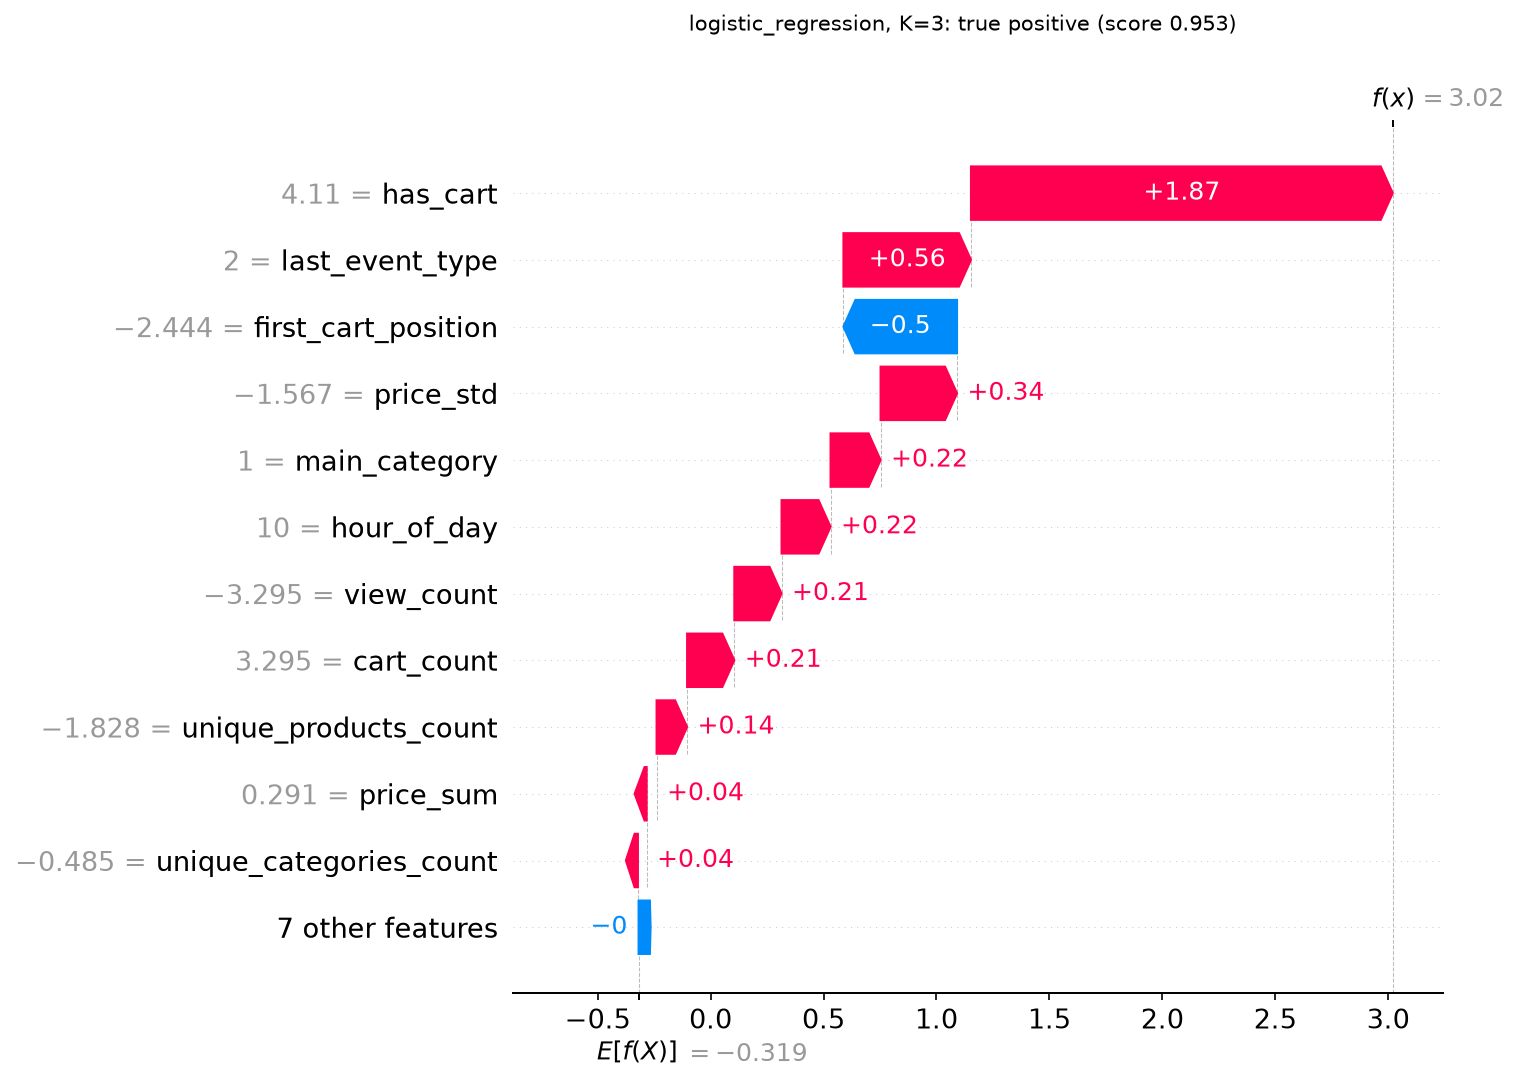 logistic_regression, K=3: true positive (score 0.953)
f(x) = 3.02
4.11 = has_cart +1.87
2 = last_event_type +0.56
−2.444 = first_cart_position −0.5
−1.567 = price_std +0.34
1 = main_category +0.22
10 = hour_of_day +0.22
−3.295 = view_count +0.21
3.295 = cart_count +0.21
−1.828 = unique_products_count +0.14
0.291 = price_sum +0.04
−0.485 = unique_categories_count +0.04
7 other features −0
−0.5 0.0 0.5 1.0 1.5 2.0 2.5 3.0
E[f(X)] = −0.319